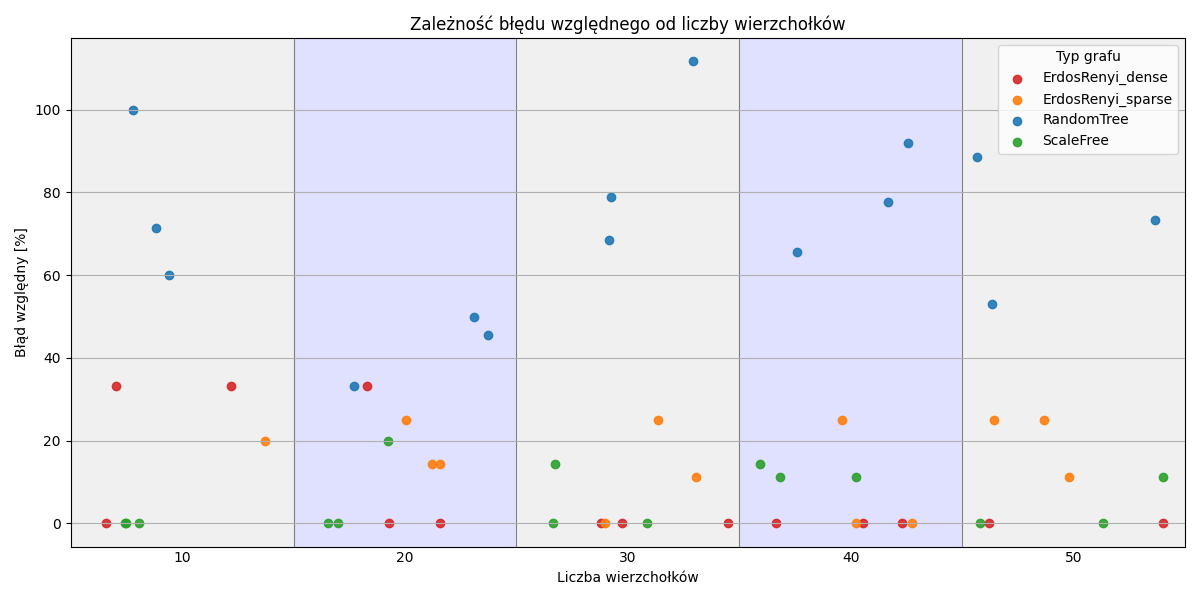 Zależność błędu względnego od liczby wierzchołków
Typ grafu
ErdosRenyi_dense
ErdosRenyi_sparse
RandomTree
ScaleFree
Błąd względny [%]
100
80
60
40
20
0
10 20 30 40 50
Liczba wierzchołków